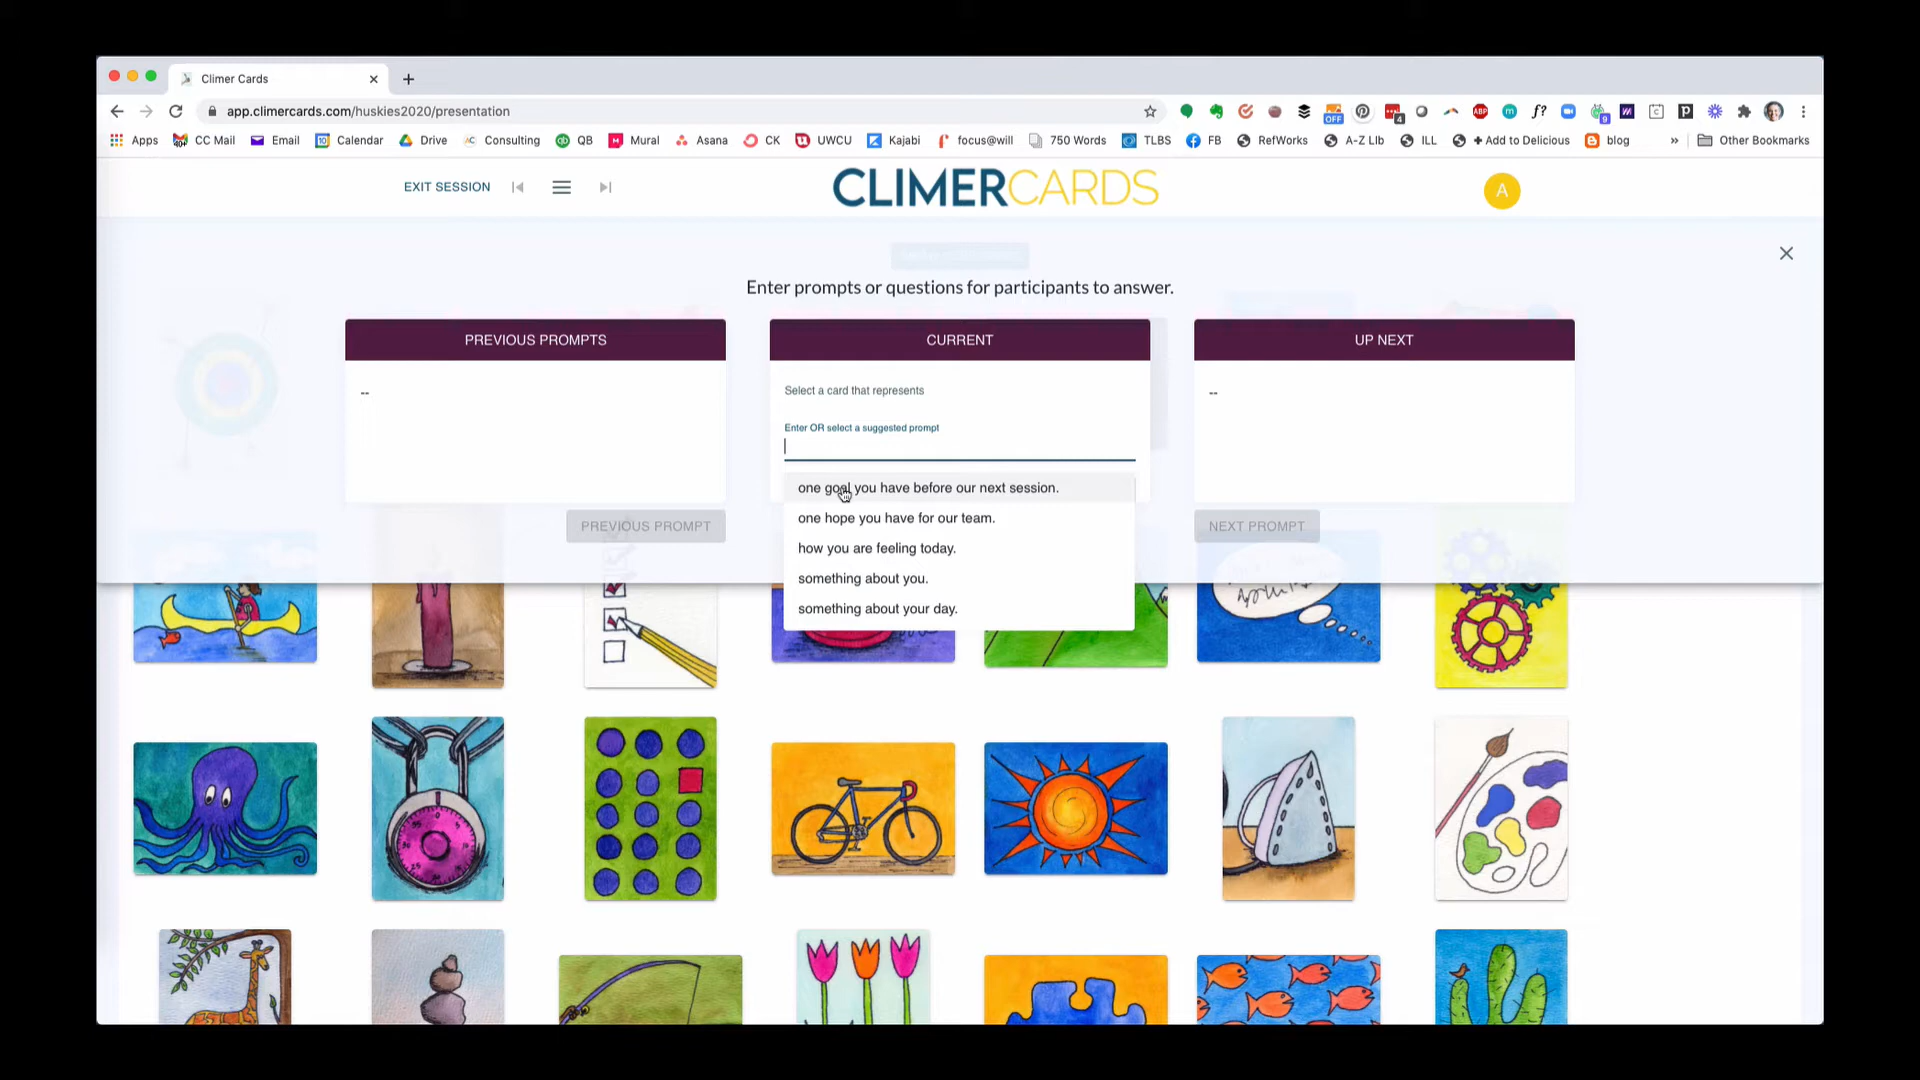 Climer Cards
app.climercards.com/huskies2020/presentation
OFF
4
ABP
m
f?
9
Apps CC Mail Email Calendar Drive Consulting QB Mural Asana CK UWCU Kajabi focus@will 750 Words TLBS FB RefWorks A-Z LIb ILL + Add to Delicious blog » Other Bookmarks
EXIT SESSION
CLIMERCARDS
A
Enter prompts or questions for participants to answer.
PREVIOUS PROMPTS
CURRENT
UP NEXT
--
Select a card that represents
--
Enter OR select a suggested prompt
one goal you have before our next session.
one hope you have for our team.
how you are feeling today.
something about you.
something about your day.
PREVIOUS PROMPT
NEXT PROMPT